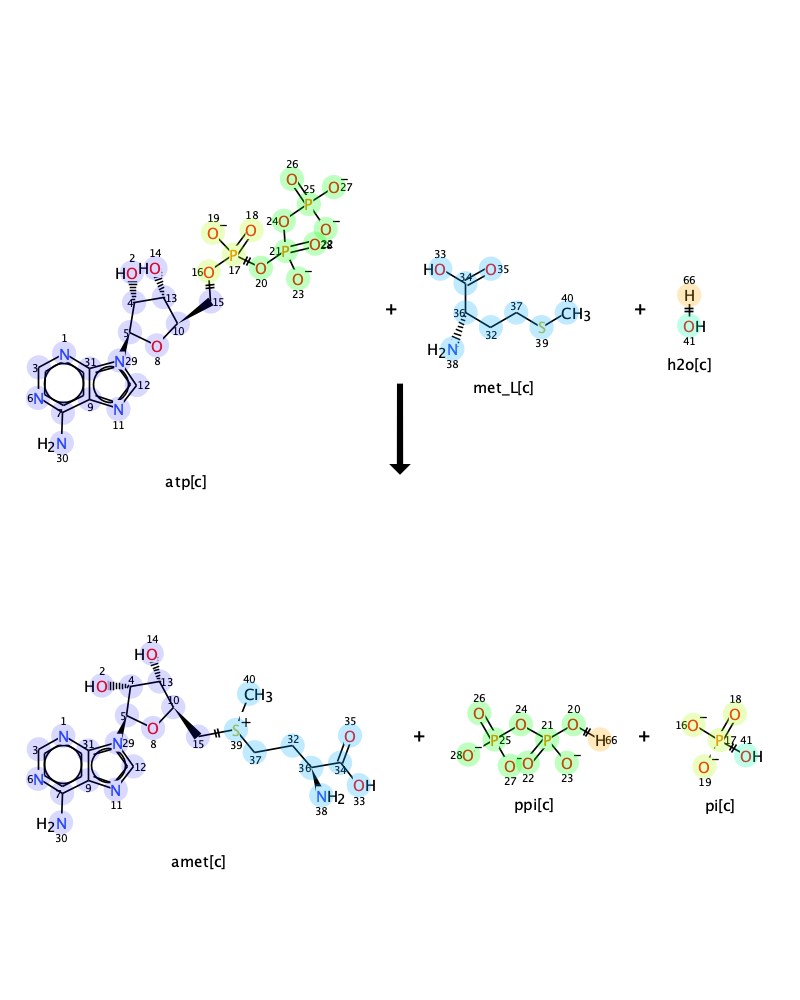 26
25
O
O⁻ 27
P
19
18
24
O
O⁻
O⁻
O
21
P
O
28
22
2
14
16
P
17
O
O
HO
HO
O
20
O⁻
23
4
13
15
5
10
O
8
1
N
31
N
29
3
12
6
N
7
9
N
11
H₂N
30
atp[c]
+
33
34
HO
O
35
36
37
40
CH3
32
S
39
H₂N
38
met_L[c]
+
66
H
OH
41
h2o[c]
14
HO
2
4
13
40
HO
10
CH3
5
O
8
15
S
+
39
32
35
O
37
36
34
OH
33
NH2
38
1
N
31
N
29
3
12
6
N
7
9
N
11
H₂N
30
amet[c]
+
26
24
21
20
O
O
O
P
25
P
H
66
28
O⁻
O⁻
27
O
22
O⁻
23
ppi[c]
+
18
O
16
O⁻
P
17
41
OH
O⁻
19
pi[c]